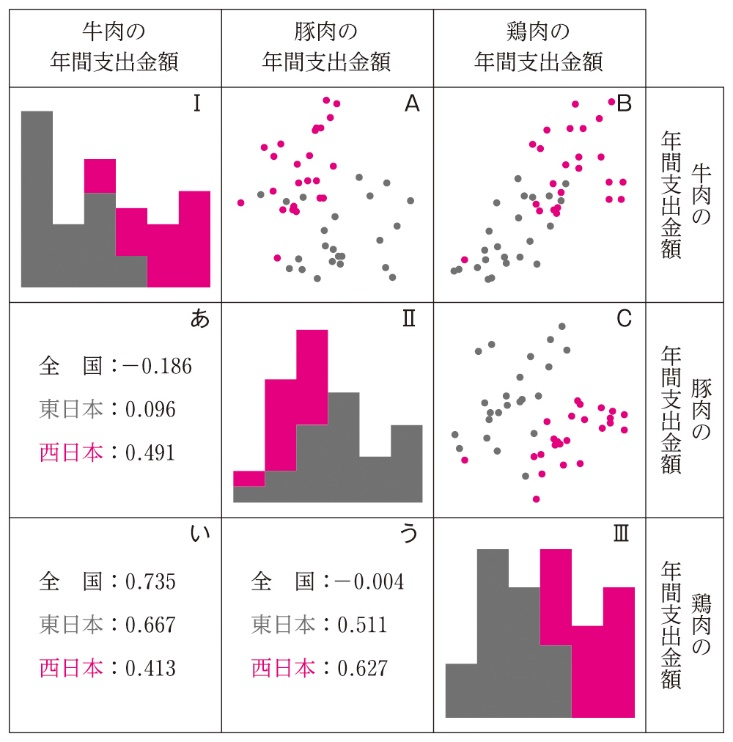 牛肉の
年間支出金額
豚肉の
年間支出金額
鶏肉の
年間支出金額
Ⅰ
A
B
牛肉の
年間支出金額
あ
全　国：−0.186
東日本：0.096
西日本：0.491
Ⅱ
C
豚肉の
年間支出金額
い
全　国：0.735
東日本：0.667
西日本：0.413
う
全　国：−0.004
東日本：0.511
西日本：0.627
Ⅲ
鶏肉の
年間支出金額